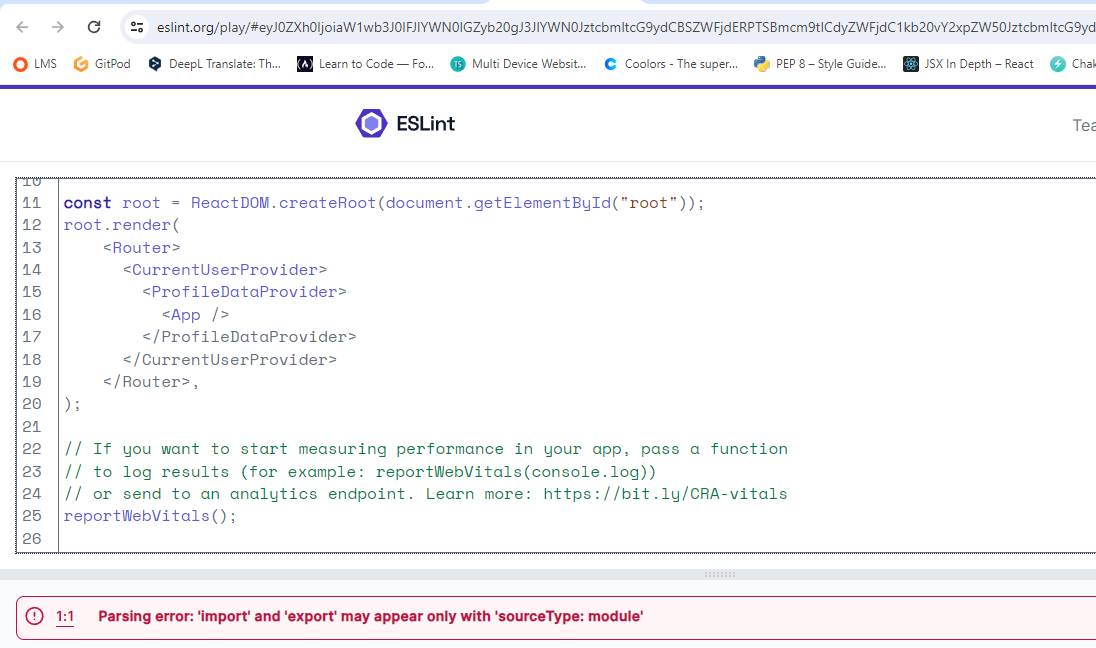 eslint.org/play/#eyJ0ZXh0IjoiaW1wb3J0IFJlYWN0IGZyb20gJ3JlYWN0JztcbmltcG9ydCBSZWFjdERPTSBmcm9tICdyZWFjdC1kb20vY2xpZW50JztcbmltcG9yd
LMS GitPod DeepL Translate: Th... Learn to Code — Fo... Multi Device Websit... Coolors - The super... PEP 8 – Style Guide... JSX In Depth – React Chak
ESLint
Tea
10
11 const root = ReactDOM.createRoot(document.getElementById("root"));
12 root.render(
13 <Router>
14 <CurrentUserProvider>
15 <ProfileDataProvider>
16 <App />
17 </ProfileDataProvider>
18 </CurrentUserProvider>
19 </Router>,
20 );
21
22 // If you want to start measuring performance in your app, pass a function
23 // to log results (for example: reportWebVitals(console.log))
24 // or send to an analytics endpoint. Learn more: https://bit.ly/CRA-vitals
25 reportWebVitals();
26
1:1 Parsing error: 'import' and 'export' may appear only with 'sourceType: module'